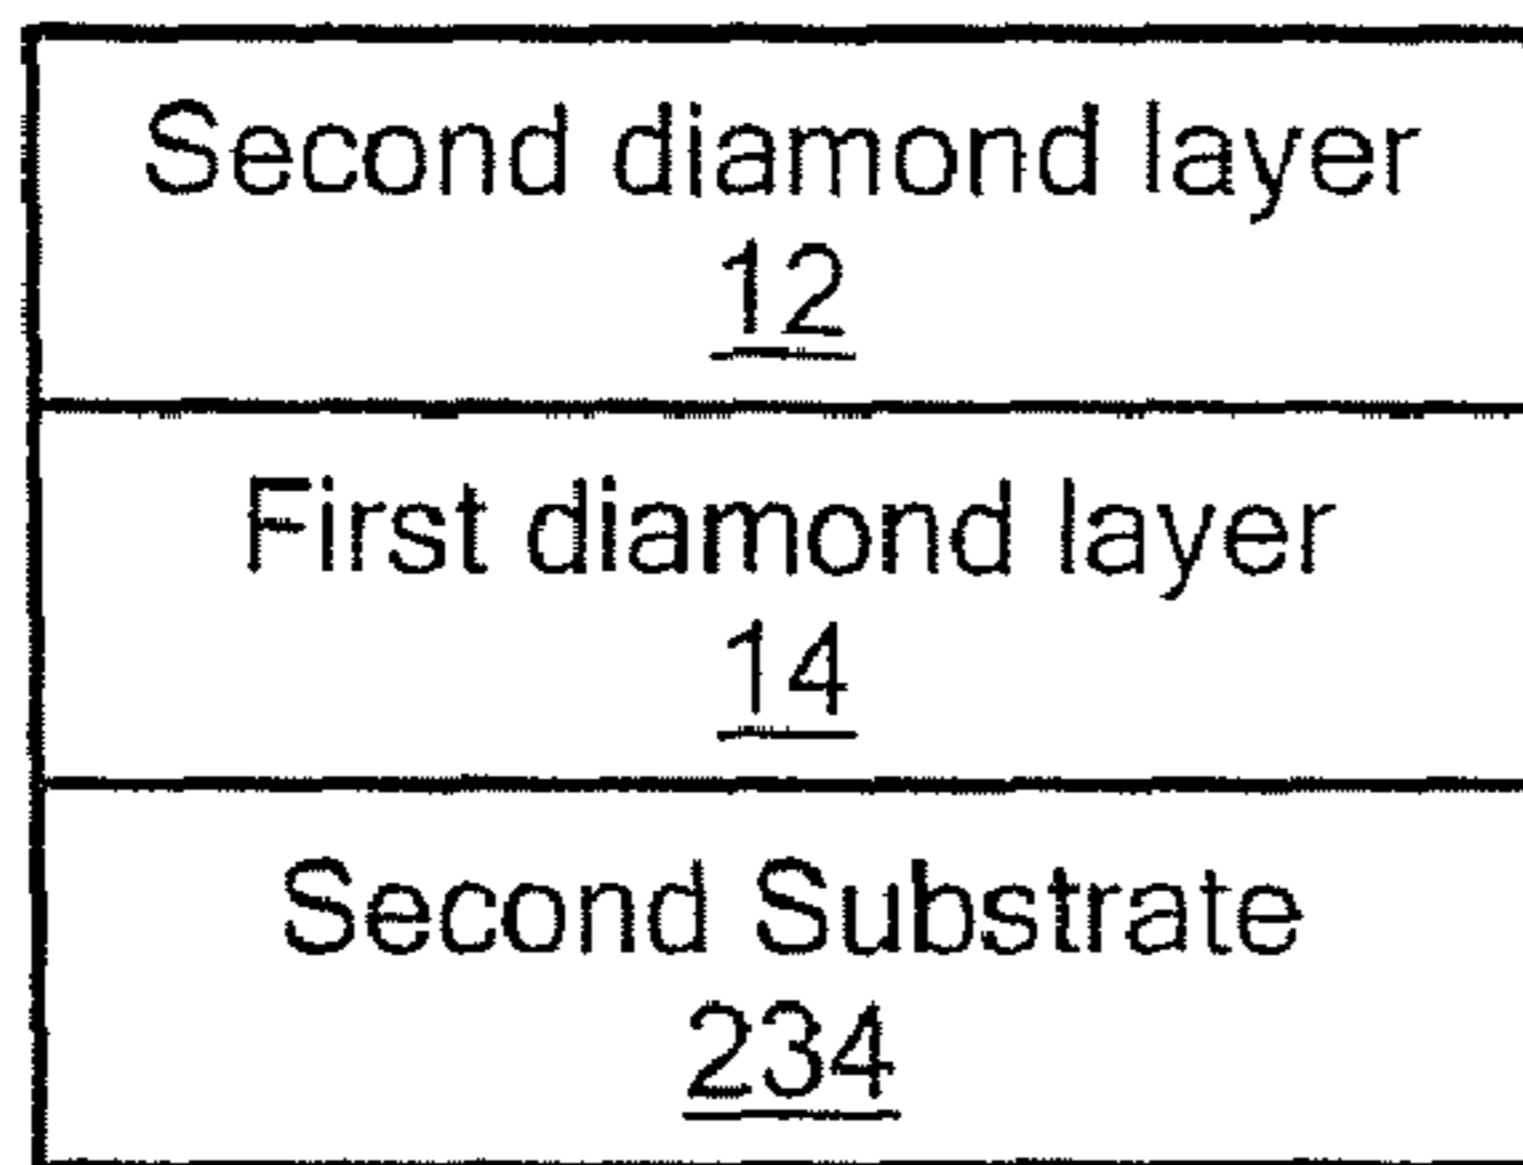 Second diamond layer
12
First diamond layer
14
Second Substrate
234